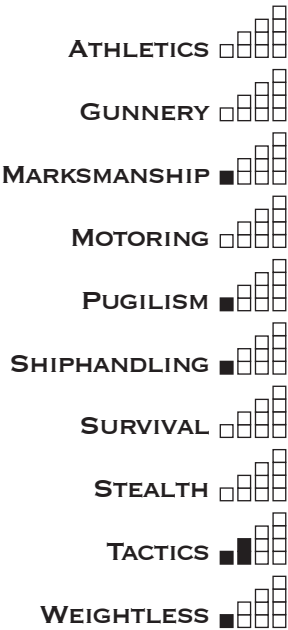 ATHLETICS
GUNNERY
MARKSMANSHIP
MOTORING
PUGILISM
SHIPHANDLING
SURVIVAL
STEALTH
TACTICS
WEIGHTLESS